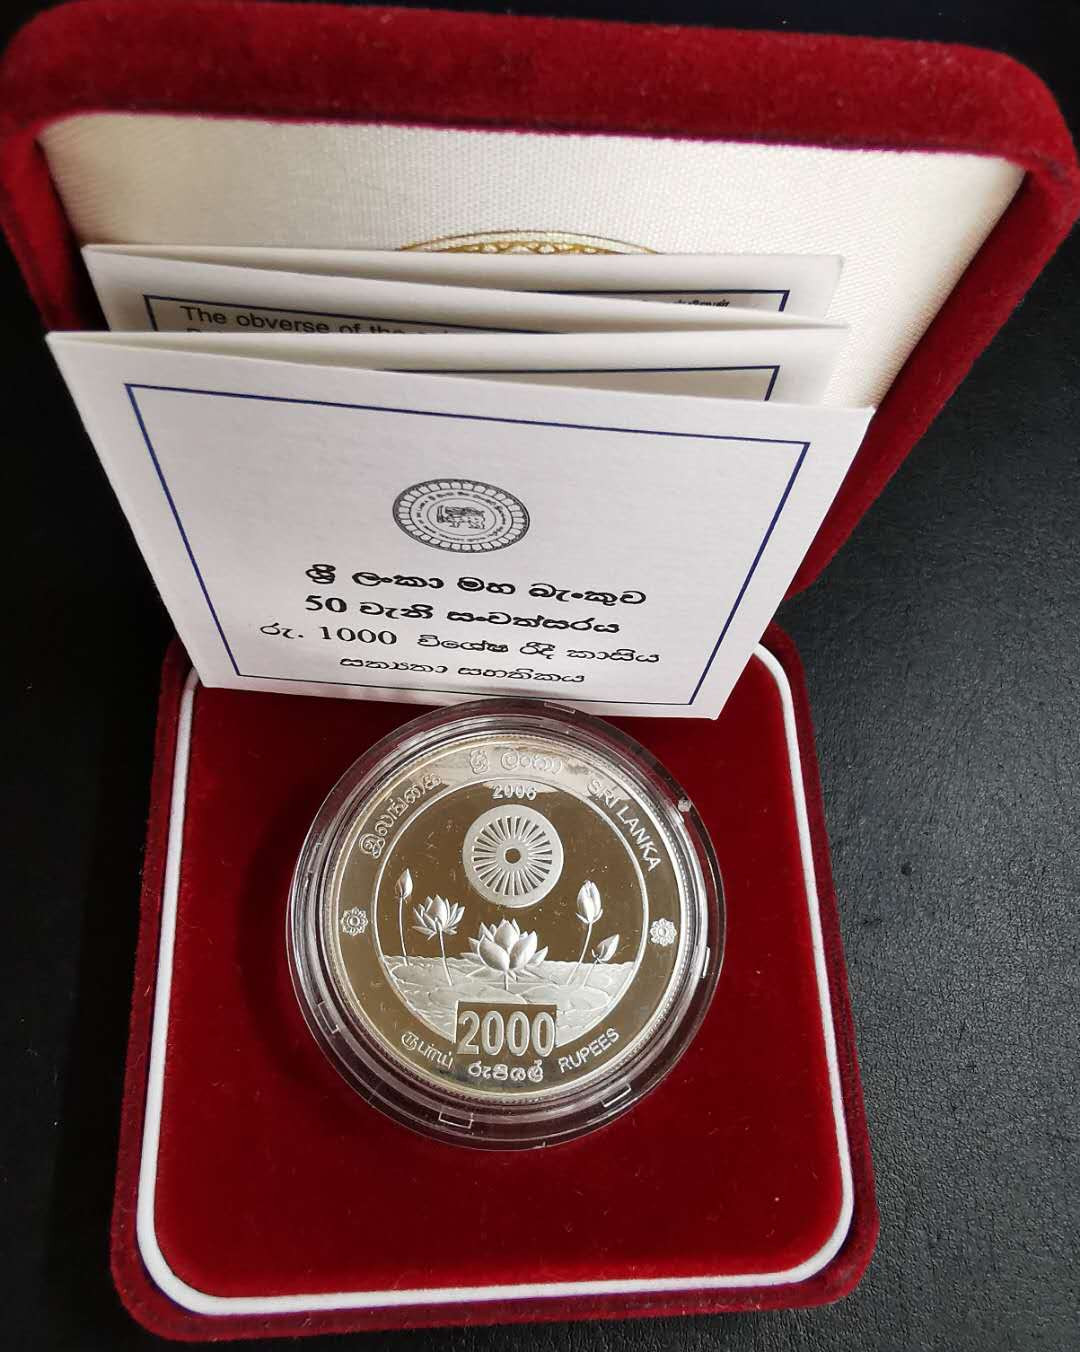 The obverse of the
ශ්‍රී ලංකා මහ බැංකුව
50 වැනි සංවත්සරය
රු. 1000 විශේෂ රිදී කාසිය
සත්‍යතා සහතිකය
இலங்கை ශ්‍රී ලංකා SRI LANKA
2006
2000
ரூபாய் රුපියල් RUPEES